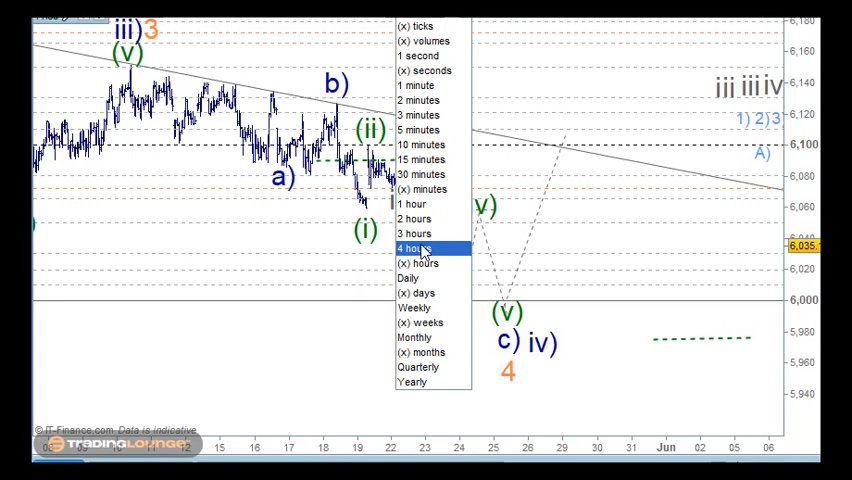 iii) 3
(v)
b)
(ii)
a)
(i)
(x) ticks
(x) volumes
1 second
(x) seconds
1 minute
2 minutes
3 minutes
5 minutes
10 minutes
15 minutes
30 minutes
(x) minutes
1 hour
2 hours
3 hours
4 hours
(x) hours
Daily
(x) days
Weekly
(x) weeks
Monthly
(x) months
Quarterly
Yearly
v)
(v)
c) iv)
4
iii iii iv
1) 2) 3
A)
6,180
6,160
6,140
6,120
6,100
6,080
6,060
6,035.
6,020
6,000
5,980
5,960
5,940
© IT-Finance.com Data is indicative
TRADINGLOUNGE
08 09 10 11 12 15 16 17 18 19 22 23 24 25 26 29 30 31 Jun 02 05 06